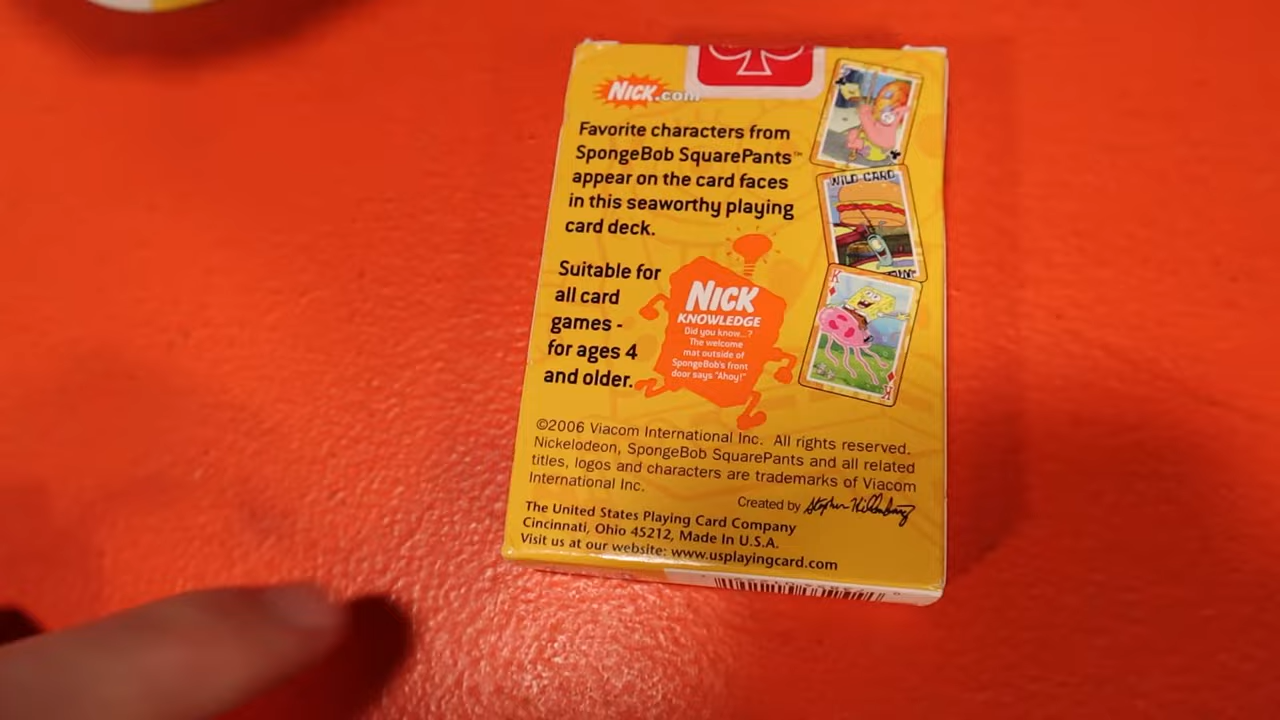 NICK.com
Favorite characters from
SpongeBob SquarePants™
appear on the card faces
in this seaworthy playing
card deck.
Suitable for
all card
games -
for ages 4
and older.
NICK
KNOWLEDGE
Did you know...?
The welcome
mat outside of
SpongeBob's front
door says "Ahoy!"
WILD CARD
K
K
©2006 Viacom International Inc. All rights reserved.
Nickelodeon, SpongeBob SquarePants and all related
titles, logos and characters are trademarks of Viacom
International Inc.
Created by Stephen Hillenburg
The United States Playing Card Company
Cincinnati, Ohio 45212, Made In U.S.A.
Visit us at our website: www.usplayingcard.com